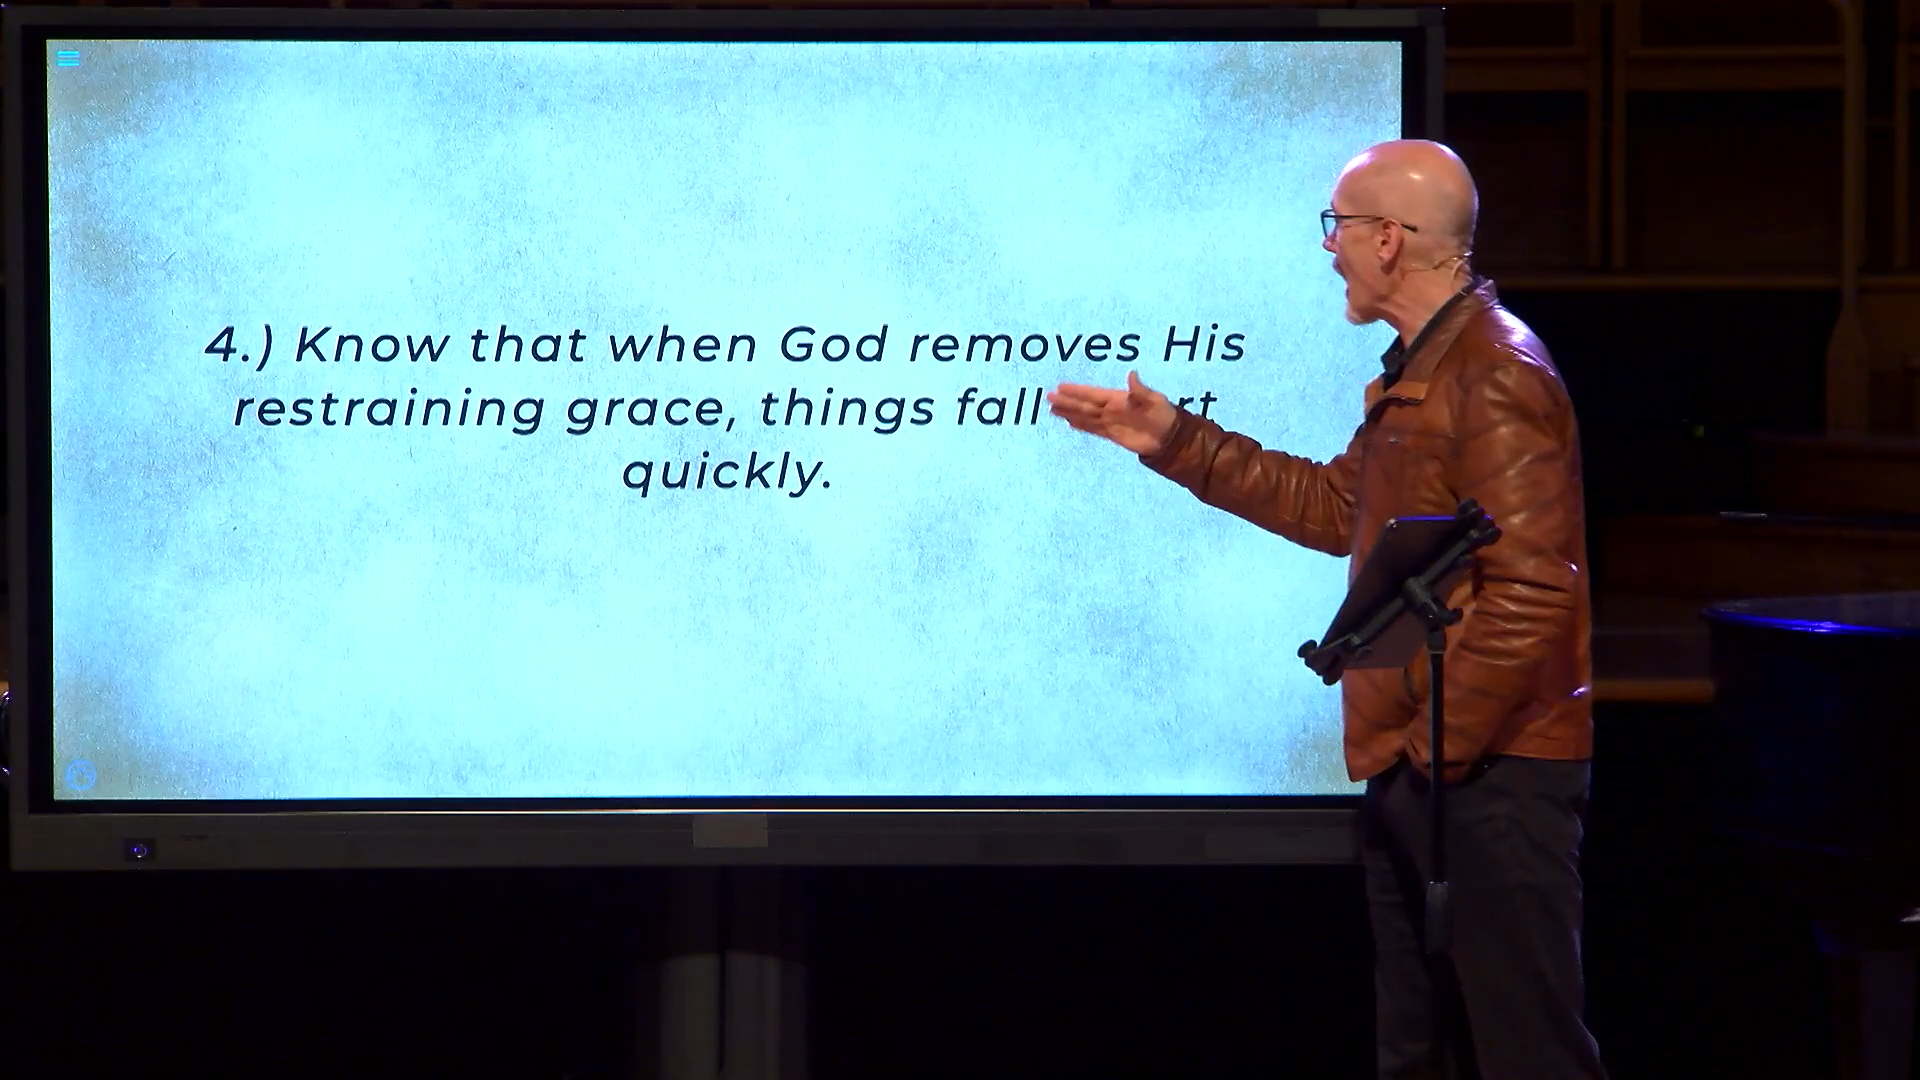 4.) Know that when God removes His
restraining grace, things fall
quickly.